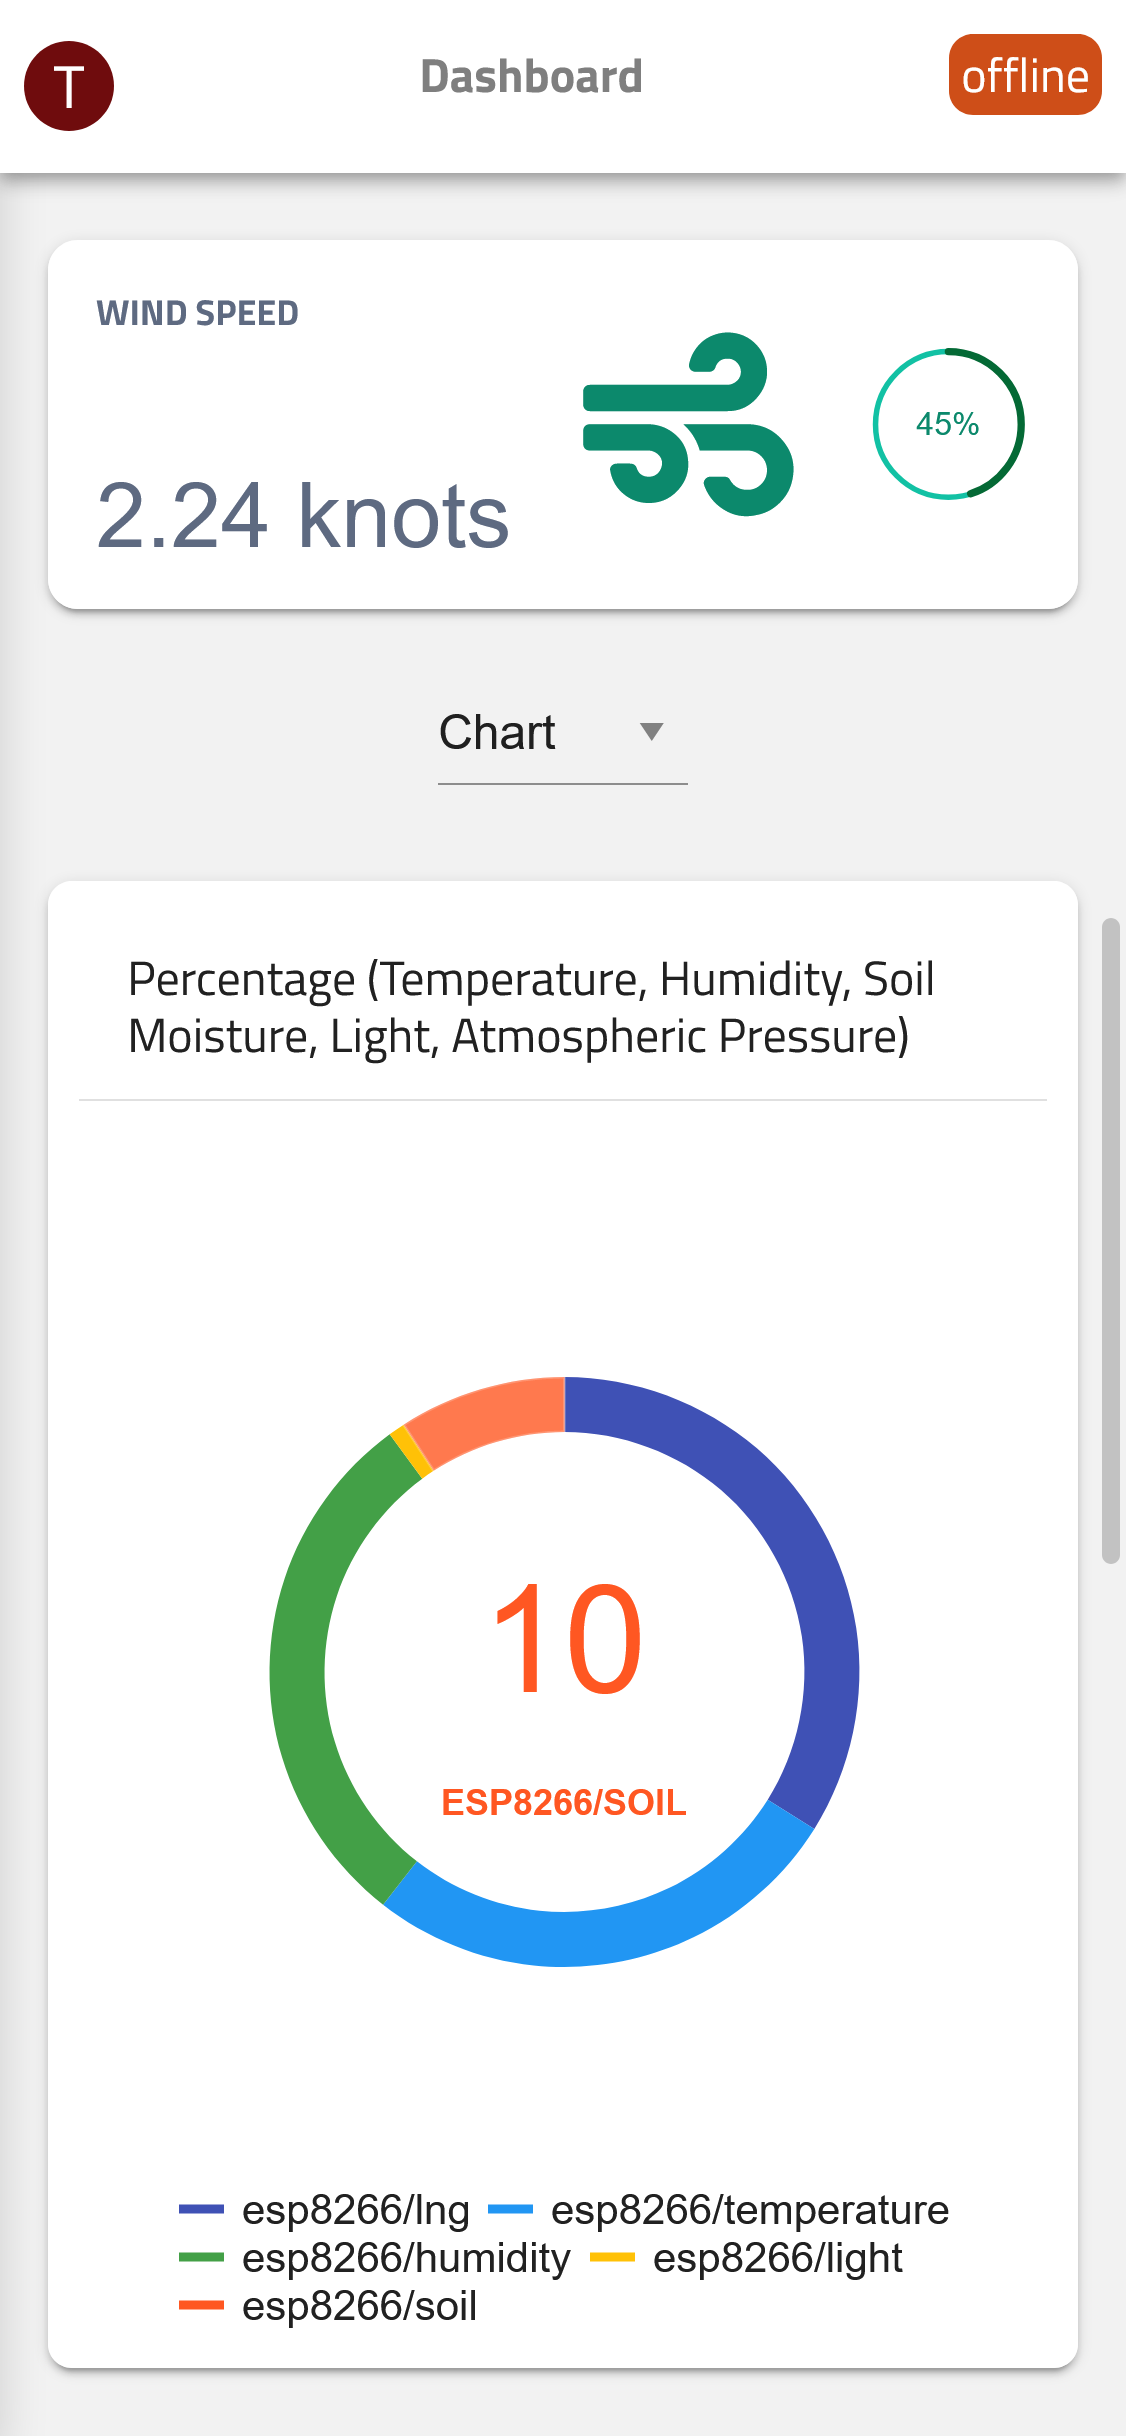 T
Dashboard
offline
WIND SPEED
2.24 knots
45%
Chart
Percentage (Temperature, Humidity, Soil
Moisture, Light, Atmospheric Pressure)
10
ESP8266/SOIL
esp8266/lng esp8266/temperature
esp8266/humidity esp8266/light
esp8266/soil